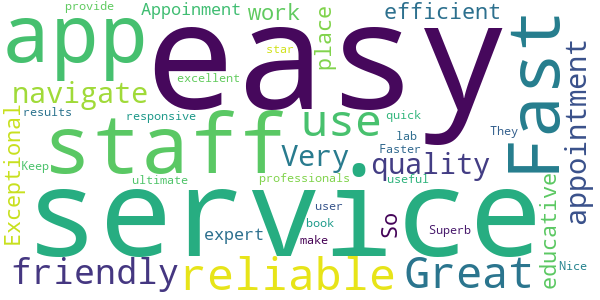 provide
Appoinment
work
efficient
app
easy
star
place
Fast
excellent
navigate
appointment
results
responsive
use
quick
Exceptional
staff
lab
They
Keep
Very
Faster
quality
ultimate
professionals
useful
educative
service
So
user
book
expert
make
Superb
friendly
reliable
Great
Nice